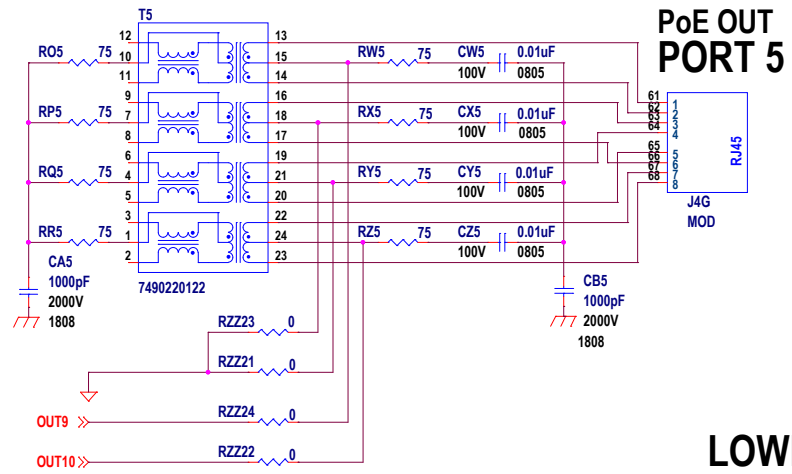 T5
PoE OUT
PORT 5
12
13
RO5 75
10
15
RW5 75 CW5 0.01uF
11
14
100V 0805
9
16
RP5 75
7
18
RX5 75 CX5 0.01uF
8
17
100V 0805
6
19
RQ5 75
4
21
RY5 75 CY5 0.01uF
5
20
100V 0805
3
22
RR5 75
1
24
RZ5 75 CZ5 0.01uF
2
23
100V 0805
61
62
63
64
65
66
67
68
1
2
3
4
5
6
7
8
RJ45
J4G
MOD
CA5
1000pF
2000V
1808
7490220122
CB5
1000pF
2000V
1808
RZZ23 0
RZZ21 0
OUT9
RZZ24 0
OUT10
RZZ22 0
LOW